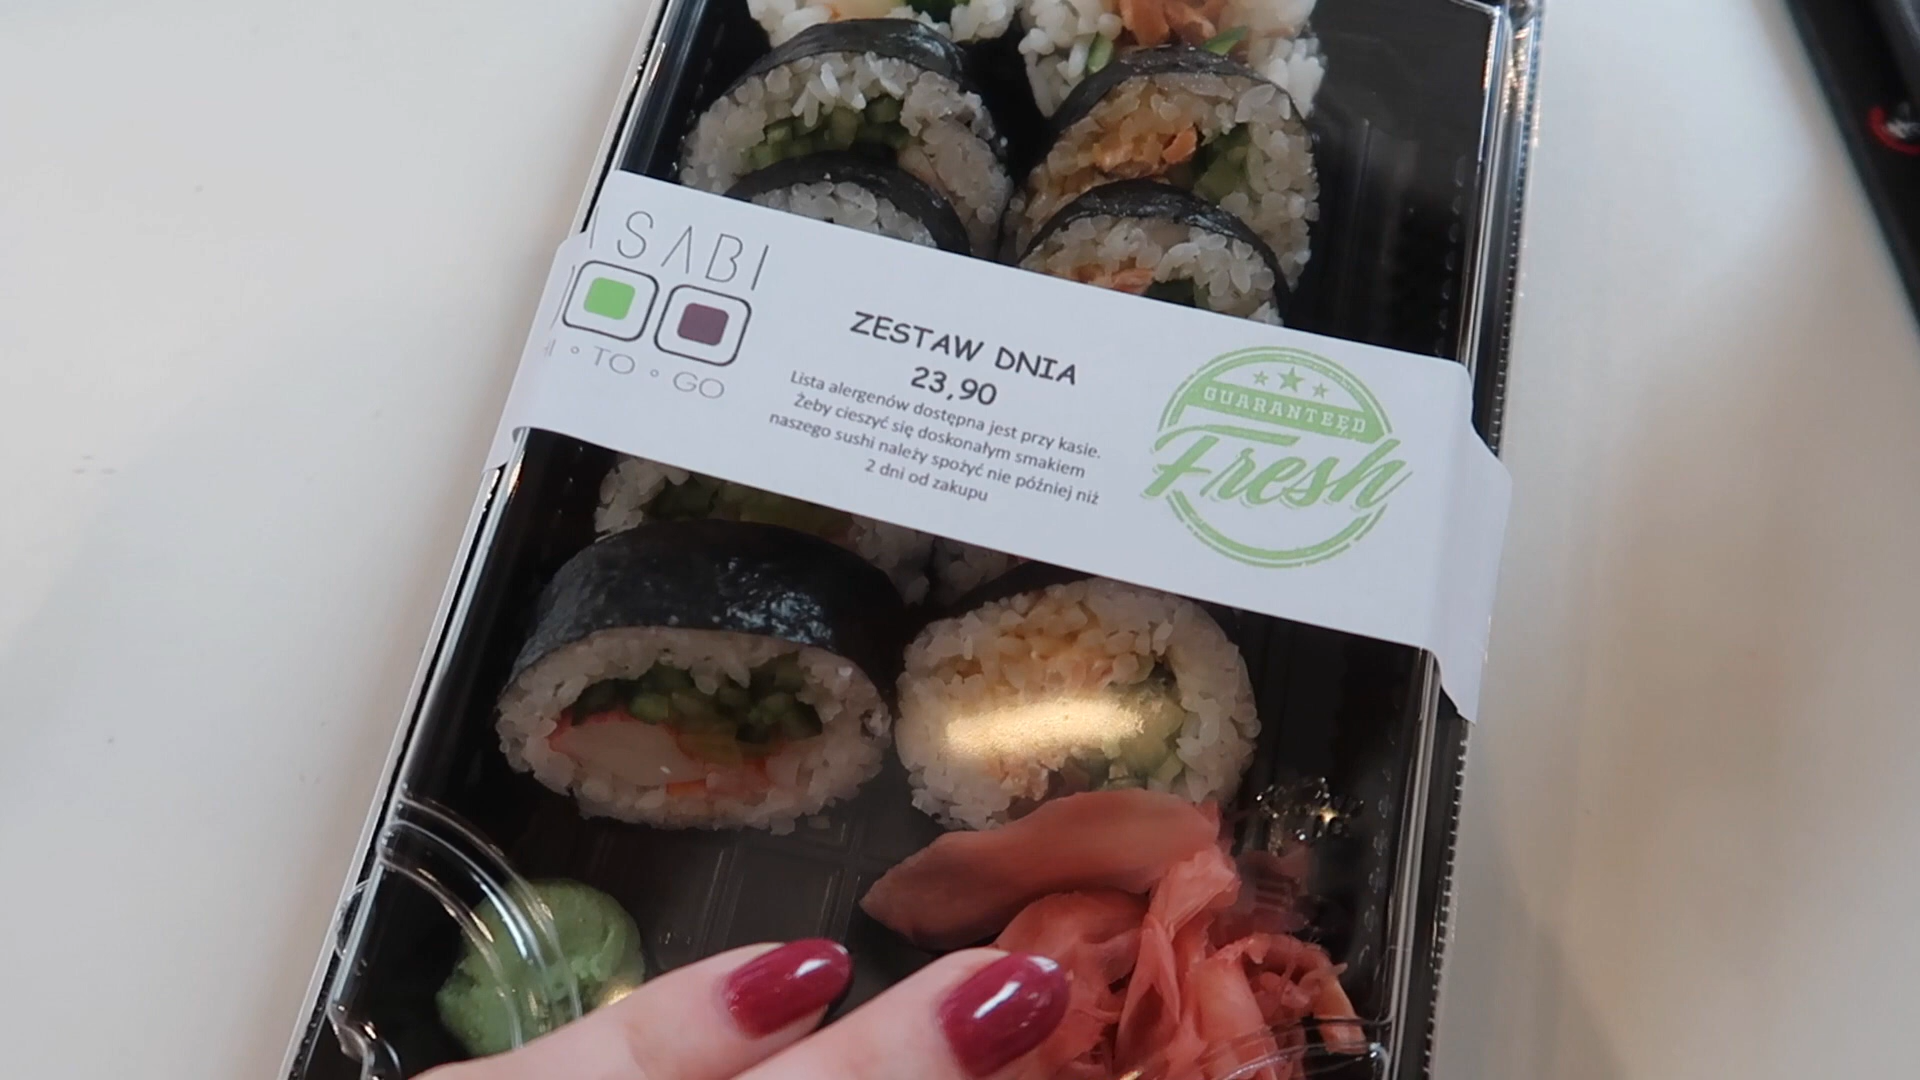 SABI
TO ° GO
ZESTAW DNIA
23,90
Lista alergenów dostępna jest przy kasie.
Żeby cieszyć się doskonałym smakiem
naszego sushi należy spożyć nie później niż
2 dni od zakupu
GUARANTEED
Fresh